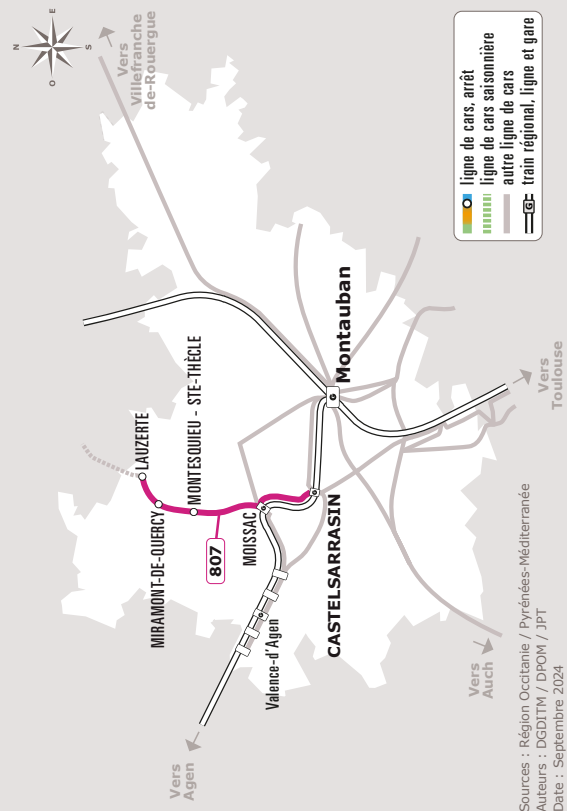 N
E
S
O
Vers
Villefranche
de-Rouergue
ligne de cars, arrêt
ligne de cars saisonnière
autre ligne de cars
G train régional, ligne et gare
LAUZERTE
MIRAMONT-DE-QUERCY
MONTESQUIEU - STE-THÈCLE
807
MOISSAC
G
Valence-d'Agen
G
CASTELSARRASIN
G
Montauban
G
Vers
Agen
Vers
Auch
Vers
Toulouse
Sources : Région Occitanie / Pyrénées-Méditerranée
Auteurs : DGDITM / DPOM / JPT
Date : Septembre 2024